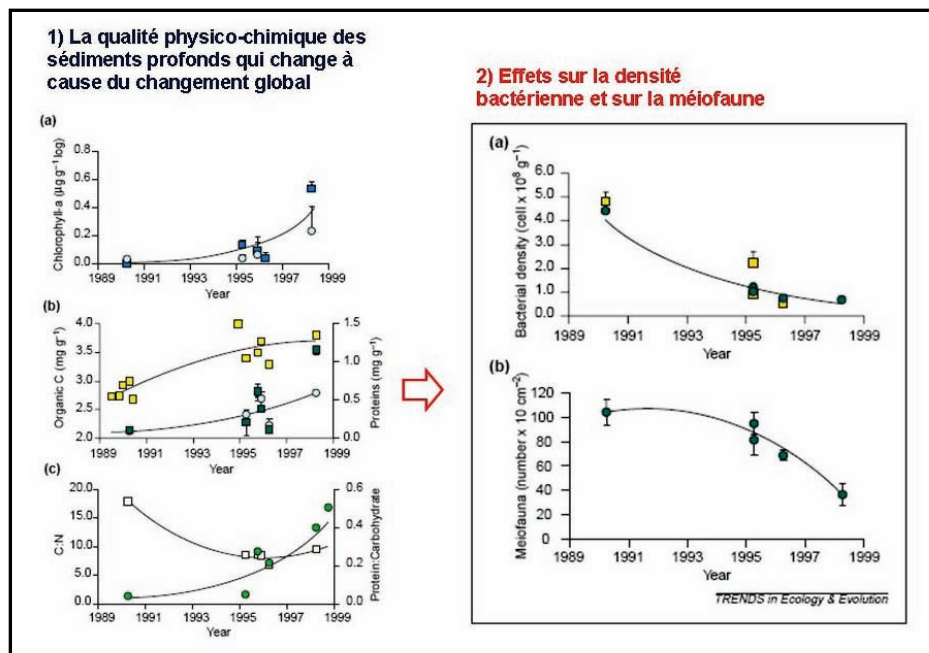 1) La qualité physico-chimique des
sédiments profonds qui change à
cause du changement global
(a)
Chlorophyll-a (µg g⁻¹ log)
0.8
0.6
0.4
0.2
0
1989 1991 1993 1995 1997 1999
Year
(b)
Organic C (mg g⁻¹)
4.0
3.5
3.0
2.5
2.0
1.5
1.0
0.5
0.0
Proteins (mg g⁻¹)
1989 1991 1993 1995 1997 1999
Year
(c)
C:N
20.0
15.0
10.0
5.0
0.0
0.6
0.4
0.2
0.0
Protein:Carbohydrate
1989 1991 1993 1995 1997 1999
Year
2) Effets sur la densité
bactérienne et sur la méiofaune
(a)
Bacterial density (cell x 10⁸ g⁻¹)
6.0
5.0
4.0
3.0
2.0
1.0
0.0
1989 1991 1993 1995 1997 1999
Year
(b)
Meiofauna (number x 10 cm⁻²)
120
100
80
60
40
20
0
1989 1991 1993 1995 1997 1999
Year
TRENDS in Ecology & Evolution